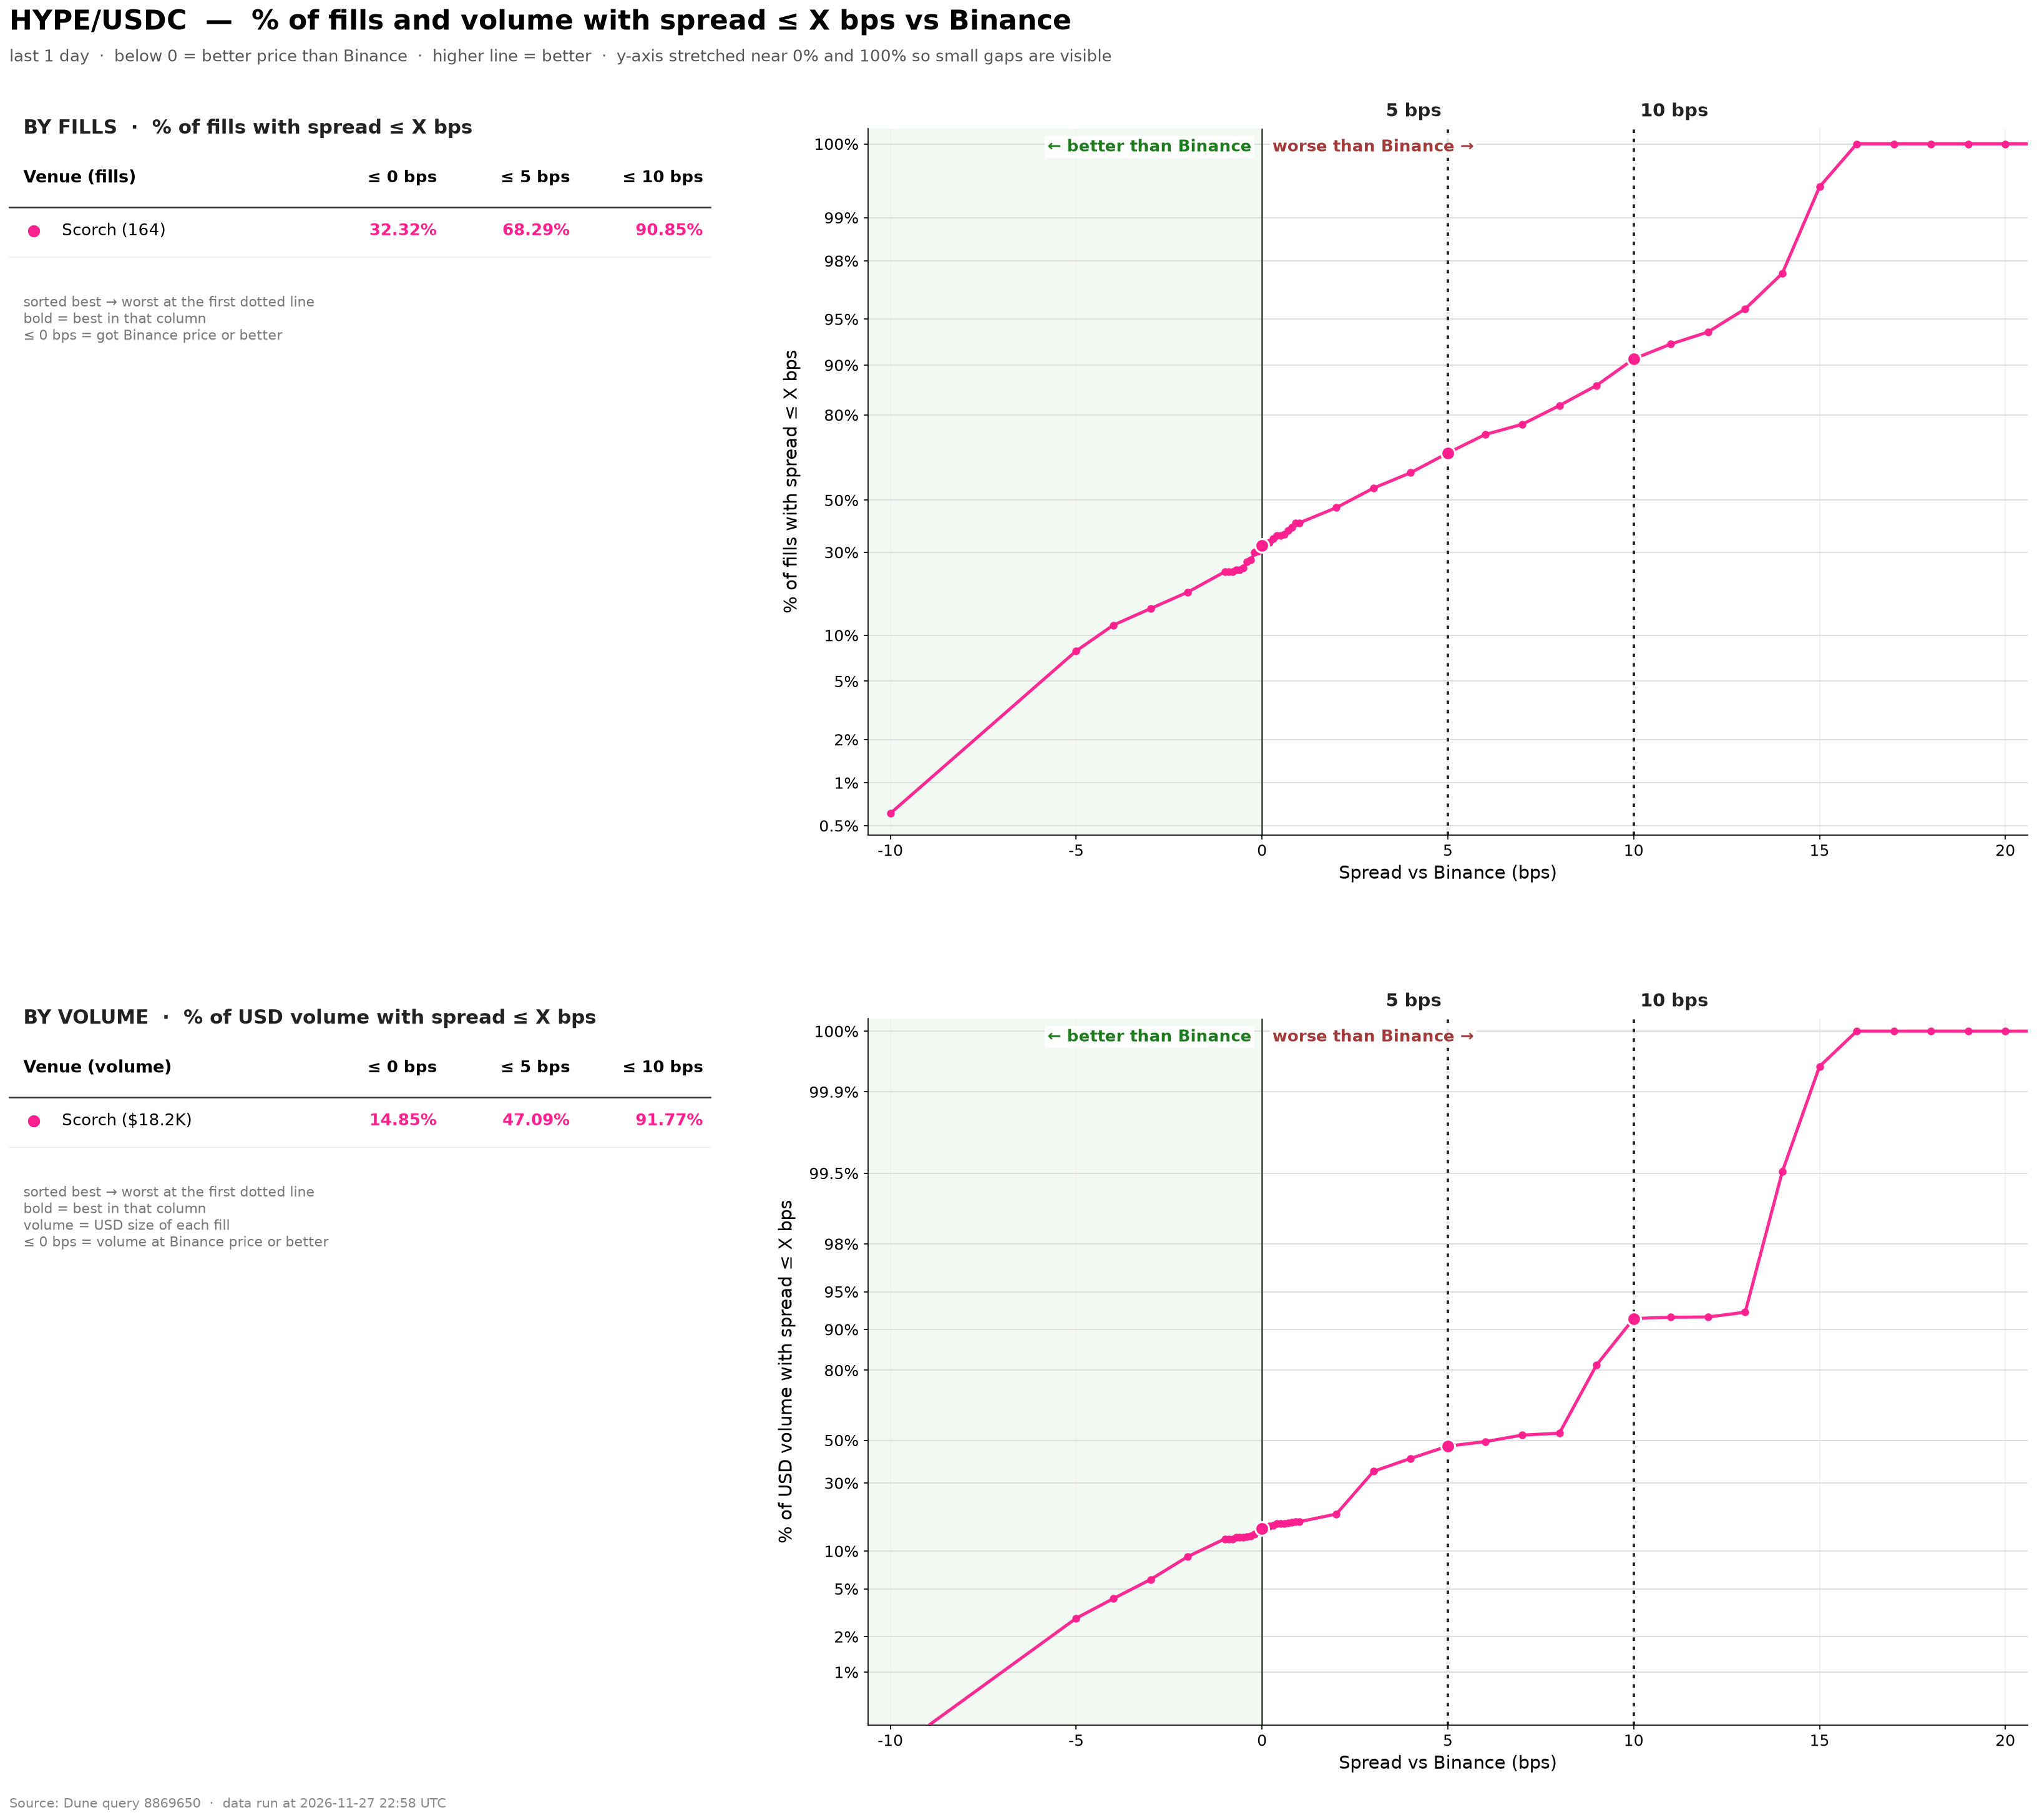 HYPE/USDC — % of fills and volume with spread ≤ X bps vs Binance
last 1 day · below 0 = better price than Binance · higher line = better · y-axis stretched near 0% and 100% so small gaps are visible
BY FILLS · % of fills with spread ≤ X bps
Venue (fills) ≤ 0 bps ≤ 5 bps ≤ 10 bps
Scorch (164) 32.32% 68.29% 90.85%
sorted best → worst at the first dotted line
bold = best in that column
≤ 0 bps = got Binance price or better
5 bps 10 bps
← better than Binance worse than Binance →
% of fills with spread ≤ X bps
100%
99%
98%
95%
90%
80%
50%
30%
10%
5%
2%
1%
0.5%
-10 -5 0 5 10 15 20
Spread vs Binance (bps)
BY VOLUME · % of USD volume with spread ≤ X bps
Venue (volume) ≤ 0 bps ≤ 5 bps ≤ 10 bps
Scorch ($18.2K) 14.85% 47.09% 91.77%
sorted best → worst at the first dotted line
bold = best in that column
volume = USD size of each fill
≤ 0 bps = volume at Binance price or better
5 bps 10 bps
← better than Binance worse than Binance →
% of USD volume with spread ≤ X bps
100%
99.9%
99.5%
98%
95%
90%
80%
50%
30%
10%
5%
2%
1%
-10 -5 0 5 10 15 20
Spread vs Binance (bps)
Source: Dune query 8869650 · data run at 2026-11-27 22:58 UTC